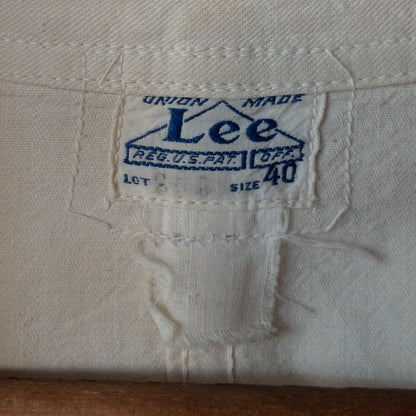 UNION MADE
Lee
REG. U.S. PAT. OFF.
LOT SIZE 40